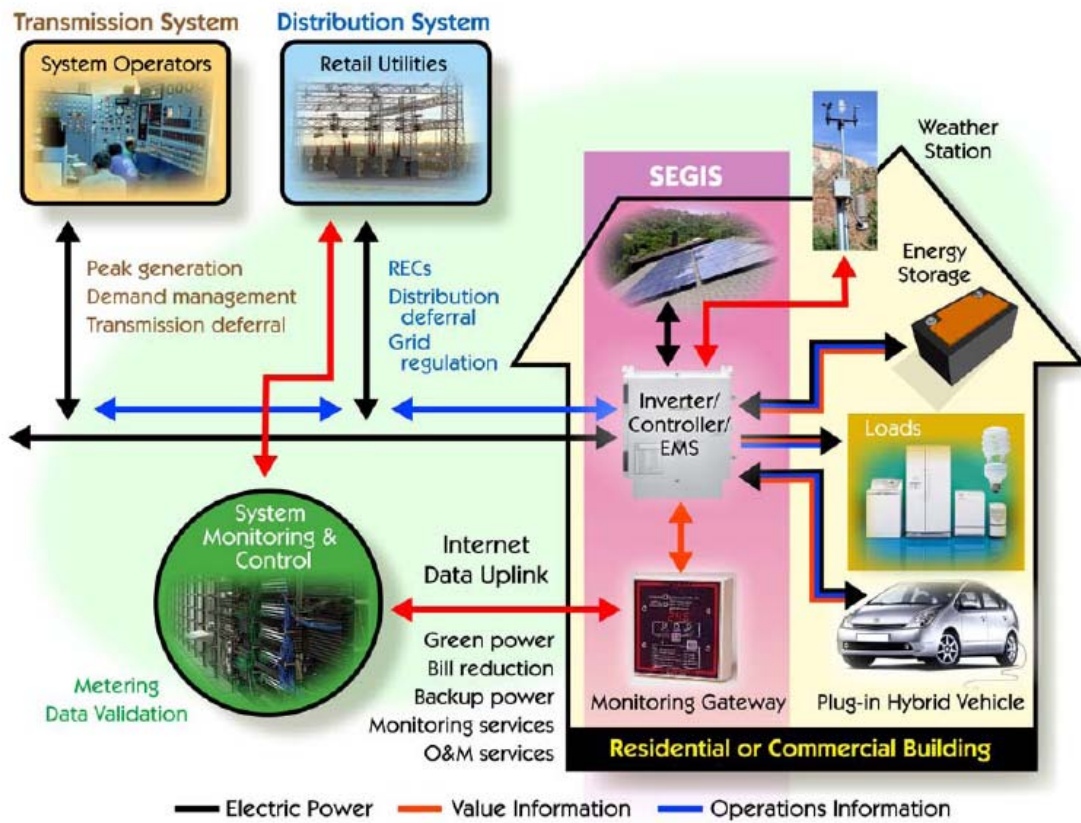 Transmission System
Distribution System
System Operators
Retail Utilities
Weather
Station
SEGIS
Peak generation
Demand management
Transmission deferral
RECs
Distribution
deferral
Grid
regulation
Energy
Storage
Inverter/
Controller/
EMS
Loads
System
Monitoring &
Control
Internet
Data Uplink
Green power
Bill reduction
Backup power
Monitoring services
O&M services
Metering
Data Validation
Monitoring Gateway
Plug-in Hybrid Vehicle
Residential or Commercial Building
Electric Power
Value Information
Operations Information